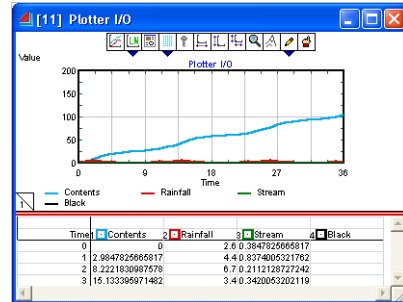 [11] Plotter I/O
LN
Plotter I/O
Value
200
150
100
50
0
0 9 18 27 36
Time
Contents Rainfall Stream
Black
1
Time 1 Contents 2 Rainfall 3 Stream 4 Black
0 0 2.6 0.3847825665817
1 2.9847825665817 4.4 0.8374005321762
2 8.2221830987578 6.7 0.2112128727242
3 15.133395971482 3.4 0.3420053202119